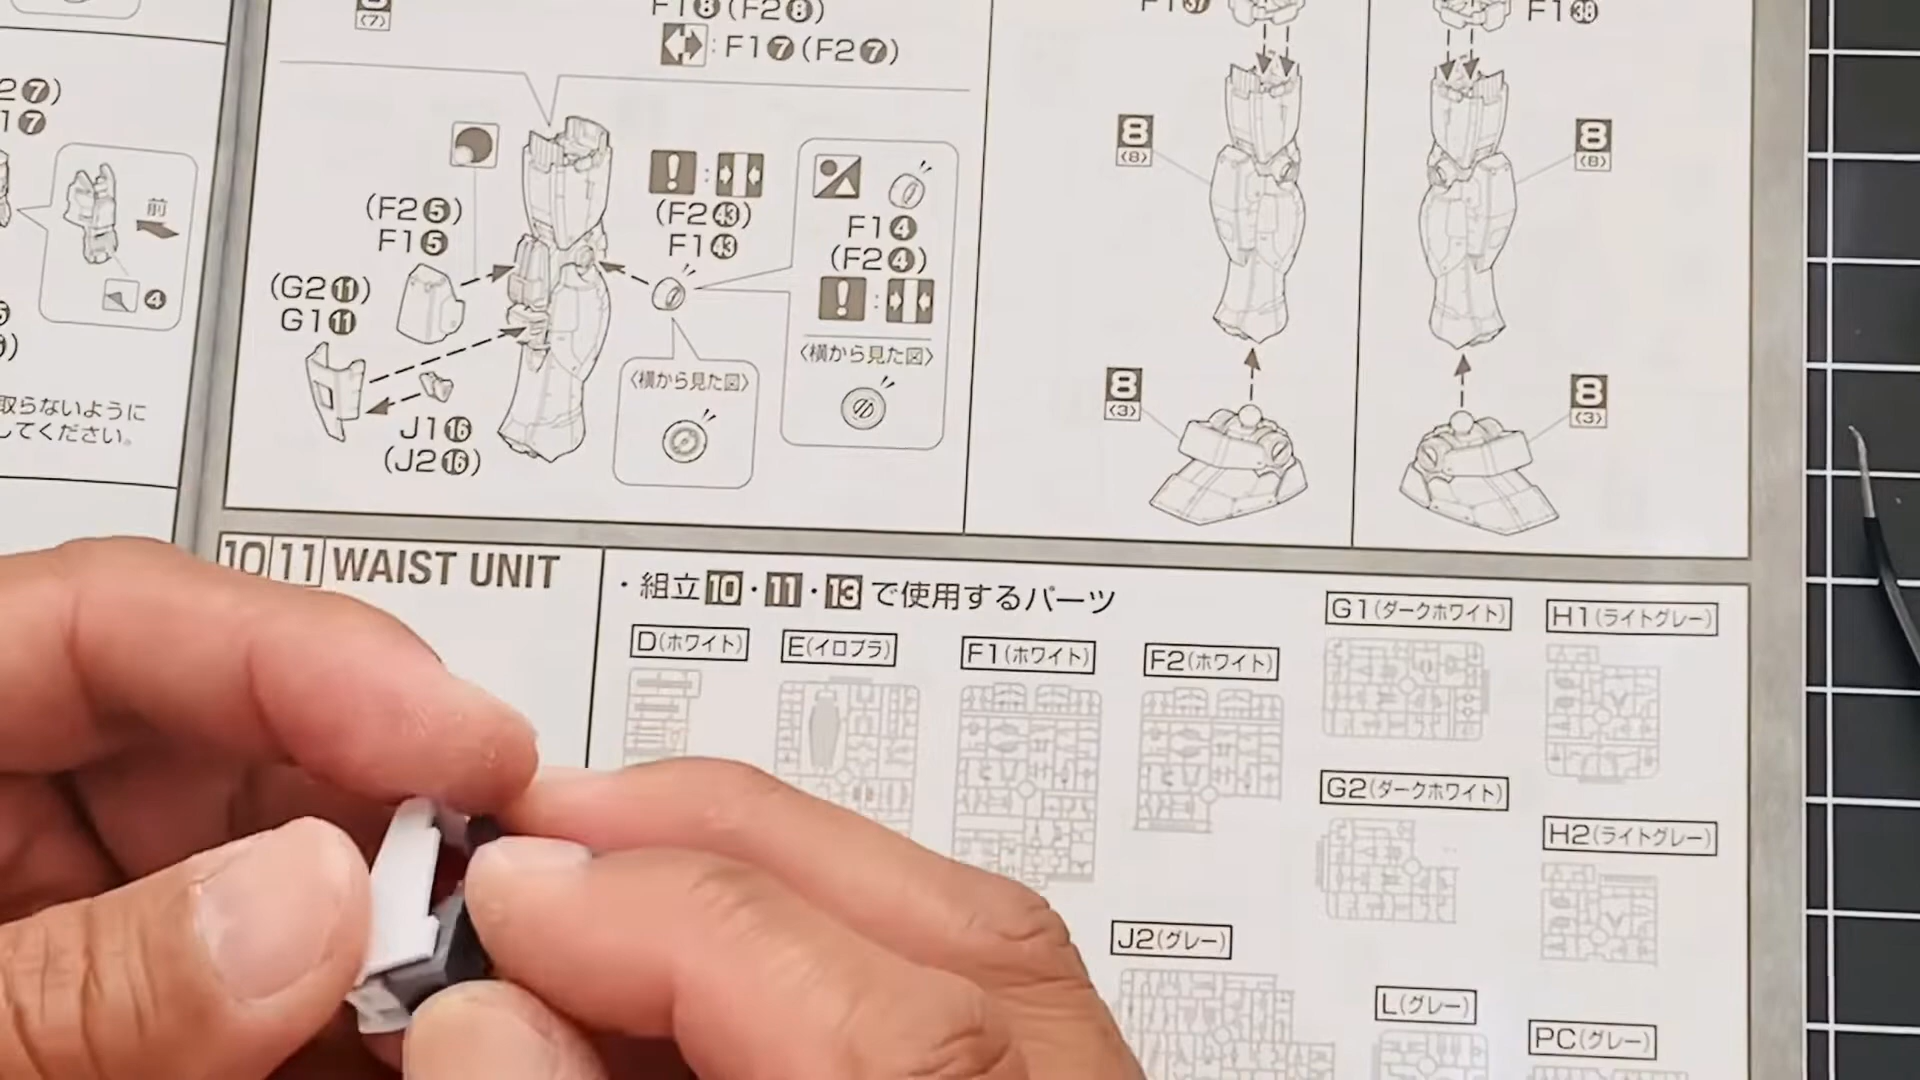 ⑧
(7)
F1⑧(F2⑧)
:F1⑦(F2⑦)
F1㊲
F1㊳
2⑦)
1⑦
前
④
取らないように
してください。
(F2⑤)
F1⑤
(G2⑪)
G1⑪
J1⑯
(J2⑯)
!:
(F2㊸)
F1㊸
〈横から見た図〉
F1④
(F2④)
!:
〈横から見た図〉
8
(8)
8
(8)
8
(3)
8
(3)
10 11 WAIST UNIT
・組立10・11・13で使用するパーツ
D(ホワイト)
E(イロプラ)
F1(ホワイト)
F2(ホワイト)
G1(ダークホワイト)
H1(ライトグレー)
G2(ダークホワイト)
H2(ライトグレー)
J2(グレー)
L(グレー)
PC(グレー)